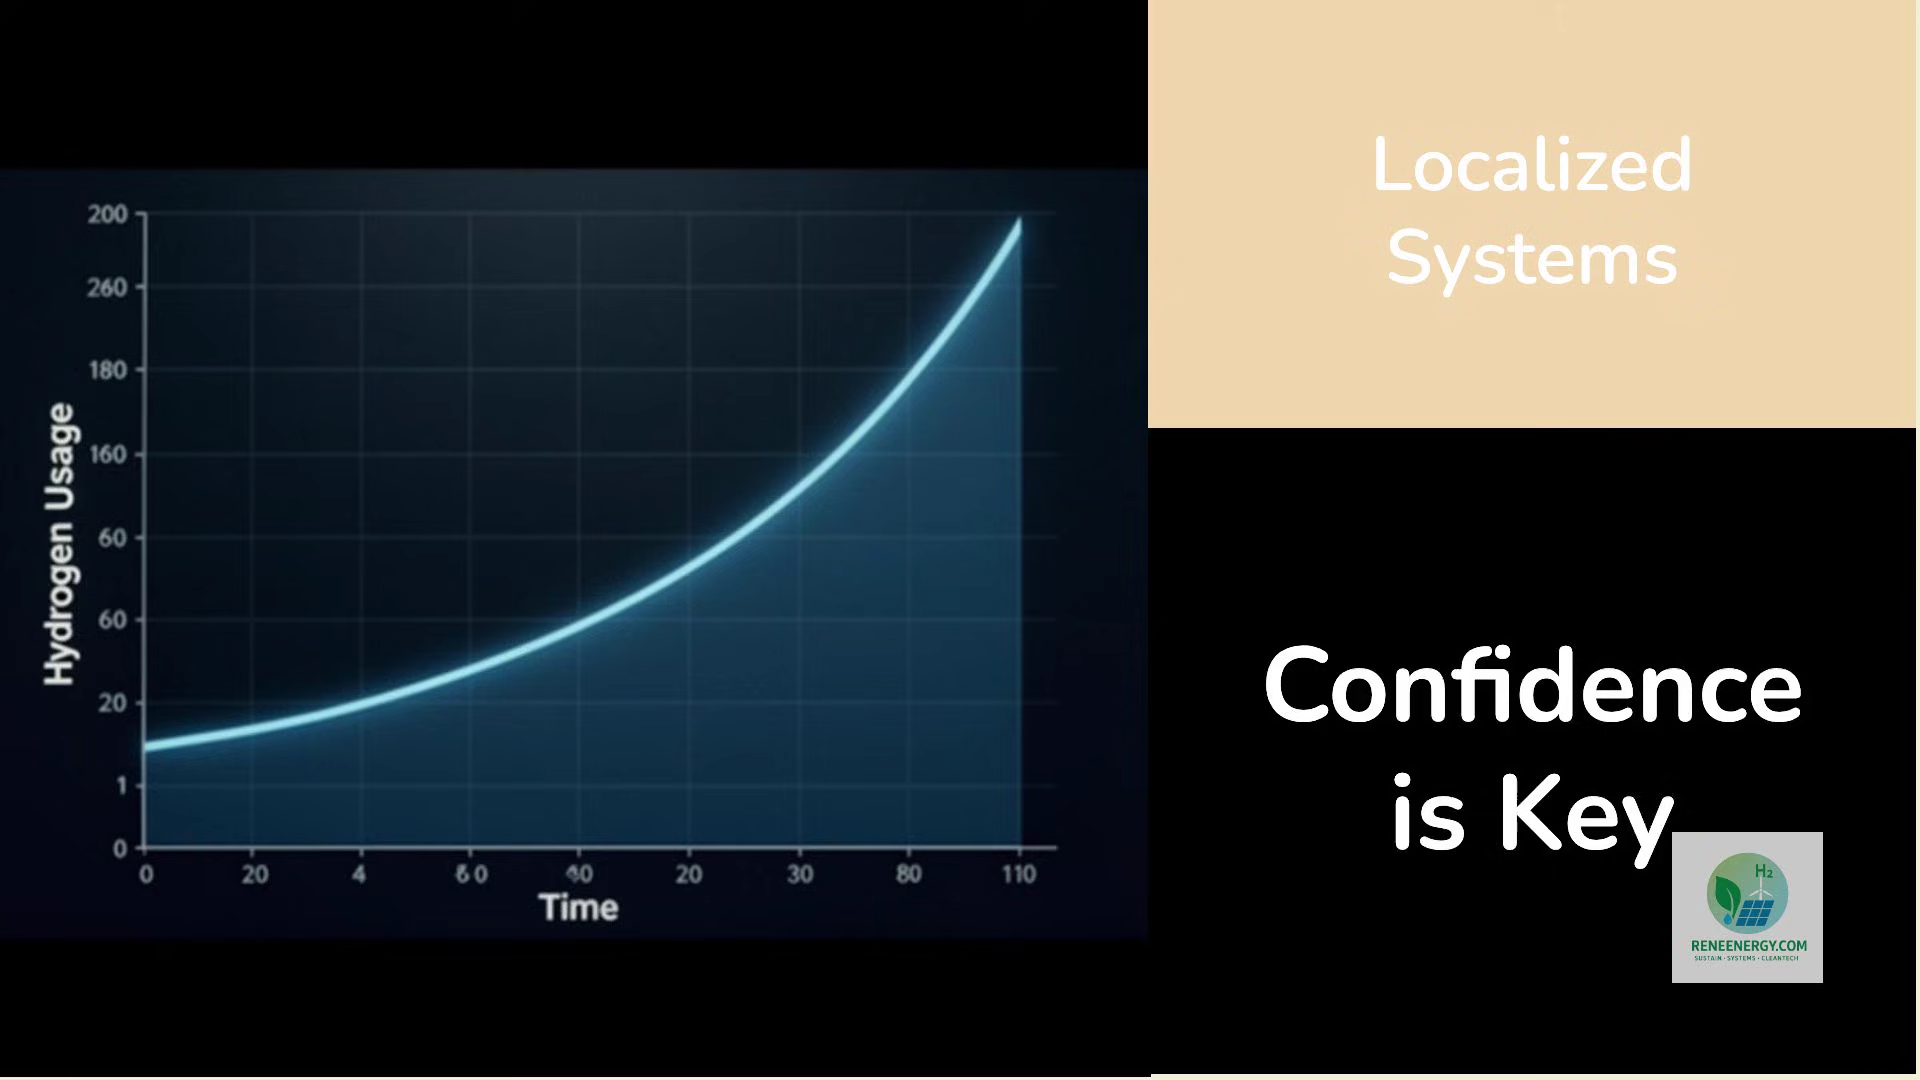 200
260
180
160
60
60
20
1
0
Hydrogen Usage
0 20 4 60 40 20 30 80 110
Time
Localized
Systems
Confidence
is Key
H₂
RENEENERGY.COM
SUSTAIN · SYSTEMS · CLEANTECH